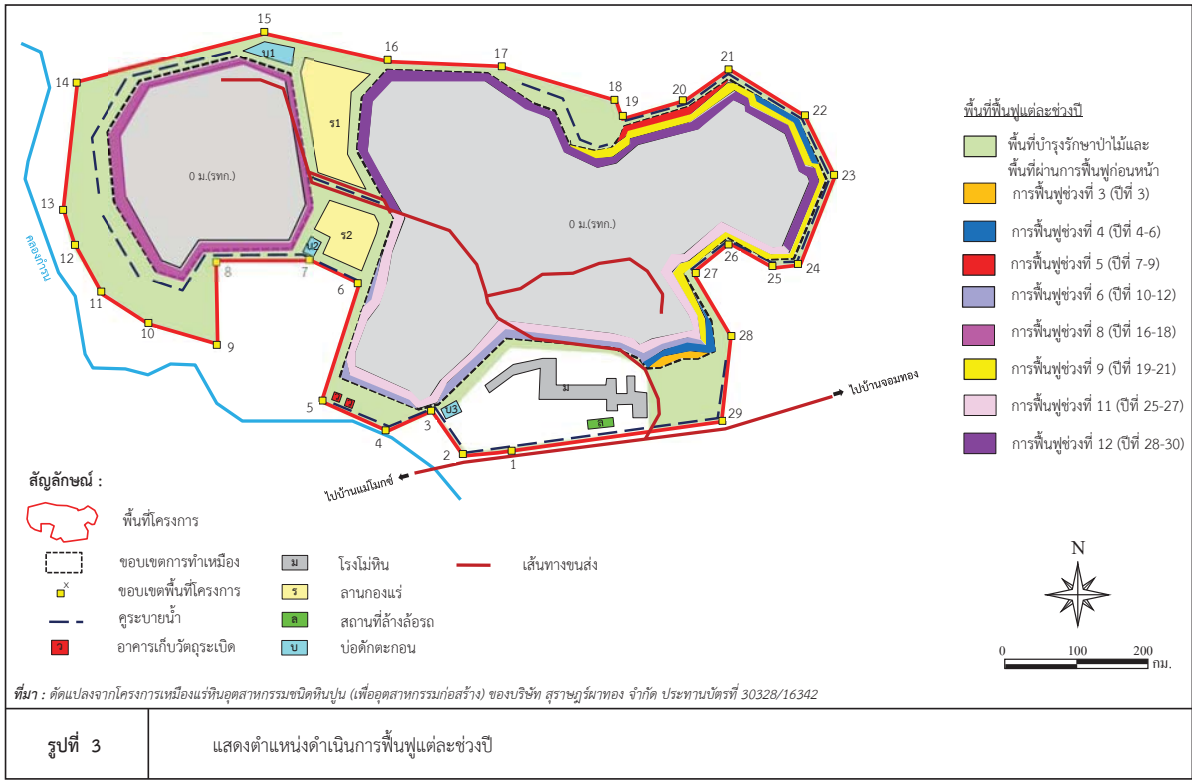 15
บ1
16
17
14
21
18
20
19
22
ร1
23
0 ม.(รทก.)
0 ม.(รทก.)
13
12
คลองกำรน
ร2
บ2
8
7
6
26
27
25
24
11
10
9
28
ม
5
ว
ว
4
3
บ3
2
1
ล
29
ไปบ้านจอมทอง
ไปบ้านแม่โมกข์
พื้นที่ฟื้นฟูแต่ละช่วงปี
พื้นที่บำรุงรักษาป่าไม้และ
พื้นที่ผ่านการฟื้นฟูก่อนหน้า
การฟื้นฟูช่วงที่ 3 (ปีที่ 3)
การฟื้นฟูช่วงที่ 4 (ปีที่ 4-6)
การฟื้นฟูช่วงที่ 5 (ปีที่ 7-9)
การฟื้นฟูช่วงที่ 6 (ปีที่ 10-12)
การฟื้นฟูช่วงที่ 8 (ปีที่ 16-18)
การฟื้นฟูช่วงที่ 9 (ปีที่ 19-21)
การฟื้นฟูช่วงที่ 11 (ปีที่ 25-27)
การฟื้นฟูช่วงที่ 12 (ปีที่ 28-30)
สัญลักษณ์ :
พื้นที่โครงการ
ขอบเขตการทำเหมือง
x
ขอบเขตพื้นที่โครงการ
คูระบายน้ำ
ว อาคารเก็บวัตถุระเบิด
ม โรงโม่หิน
ร ลานกองแร่
ล สถานที่ล้างล้อรถ
บ บ่อดักตะกอน
เส้นทางขนส่ง
N
0 100 200
กม.
ที่มา : ดัดแปลงจากโครงการเหมืองแร่หินอุตสาหกรรมชนิดหินปูน (เพื่ออุตสาหกรรมก่อสร้าง) ของบริษัท สุราษฎร์ผาทอง จำกัด ประทานบัตรที่ 30328/16342
รูปที่ 3 แสดงตำแหน่งดำเนินการฟื้นฟูแต่ละช่วงปี